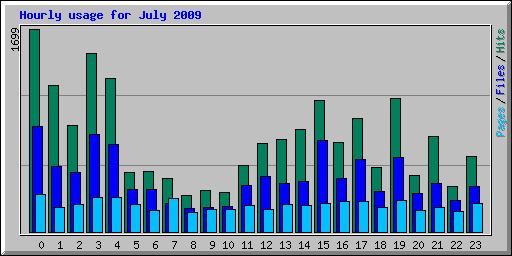 Hourly usage for July 2009
1699
Pages/Files/Hits
0 1 2 3 4 5 6 7 8 9 10 11 12 13 14 15 16 17 18 19 20 21 22 23